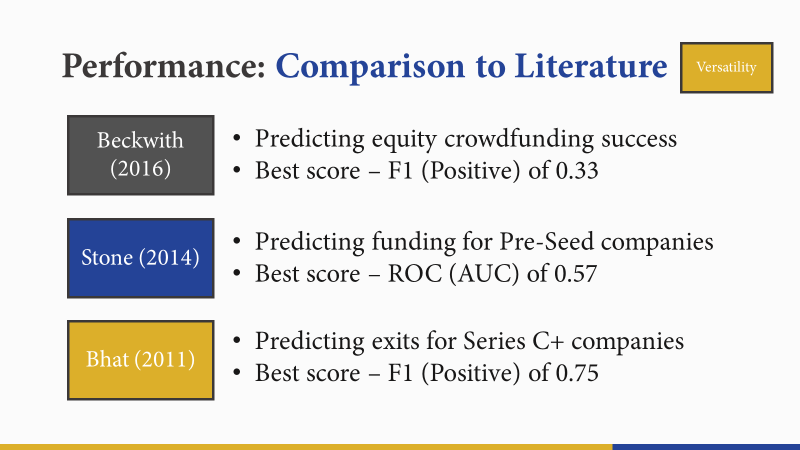 Performance: Comparison to Literature
Versatility
Beckwith
(2016)
• Predicting equity crowdfunding success
• Best score – F1 (Positive) of 0.33
Stone (2014)
• Predicting funding for Pre-Seed companies
• Best score – ROC (AUC) of 0.57
Bhat (2011)
• Predicting exits for Series C+ companies
• Best score – F1 (Positive) of 0.75